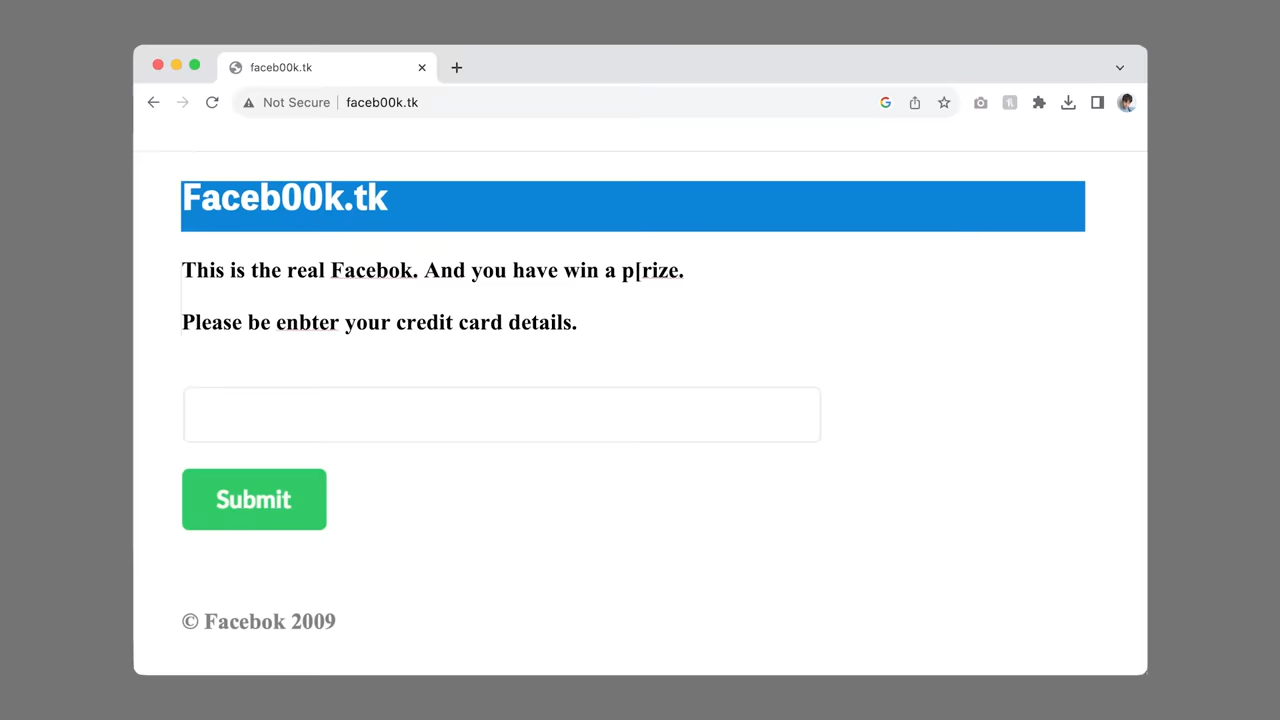 faceb00k.tk
Not Secure | faceb00k.tk
Faceb00k.tk
This is the real Facebok. And you have win a p[rize.
Please be enbter your credit card details.
Submit
© Facebok 2009